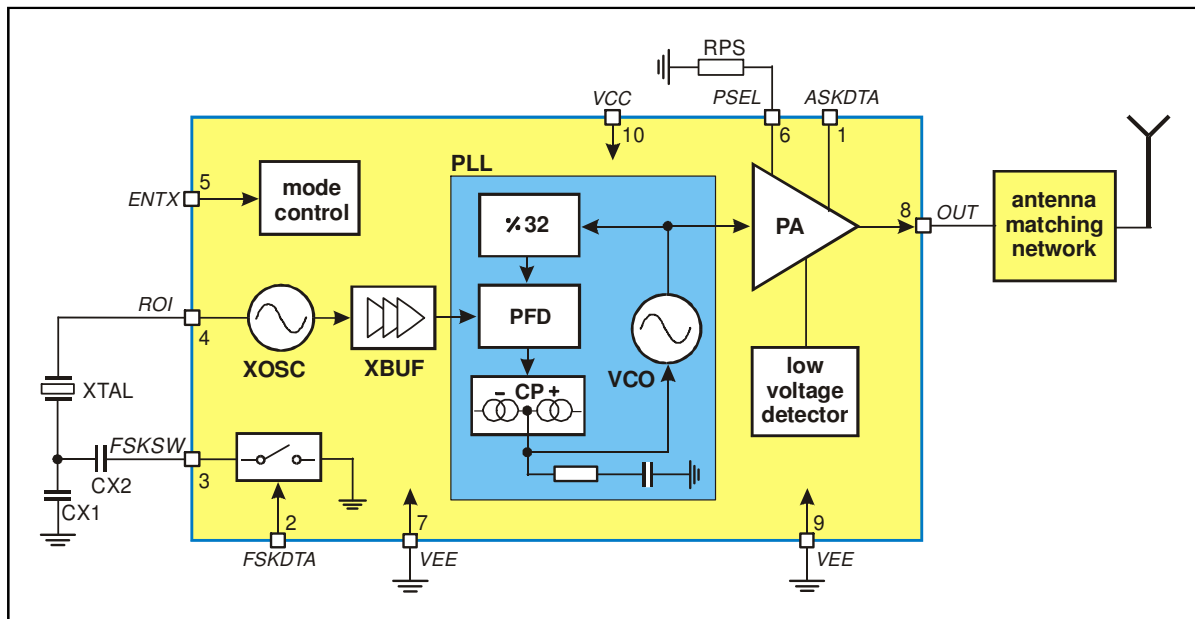 RPS
VCC
PSEL
ASKDTA
10
6
1
PLL
ENTX
5
mode
control
⁒32
PA
8
OUT
antenna
matching
network
ROI
4
XOSC
XBUF
PFD
VCO
low
voltage
detector
XTAL
- CP +
FSKSW
3
CX2
CX1
2
FSKDTA
7
VEE
9
VEE